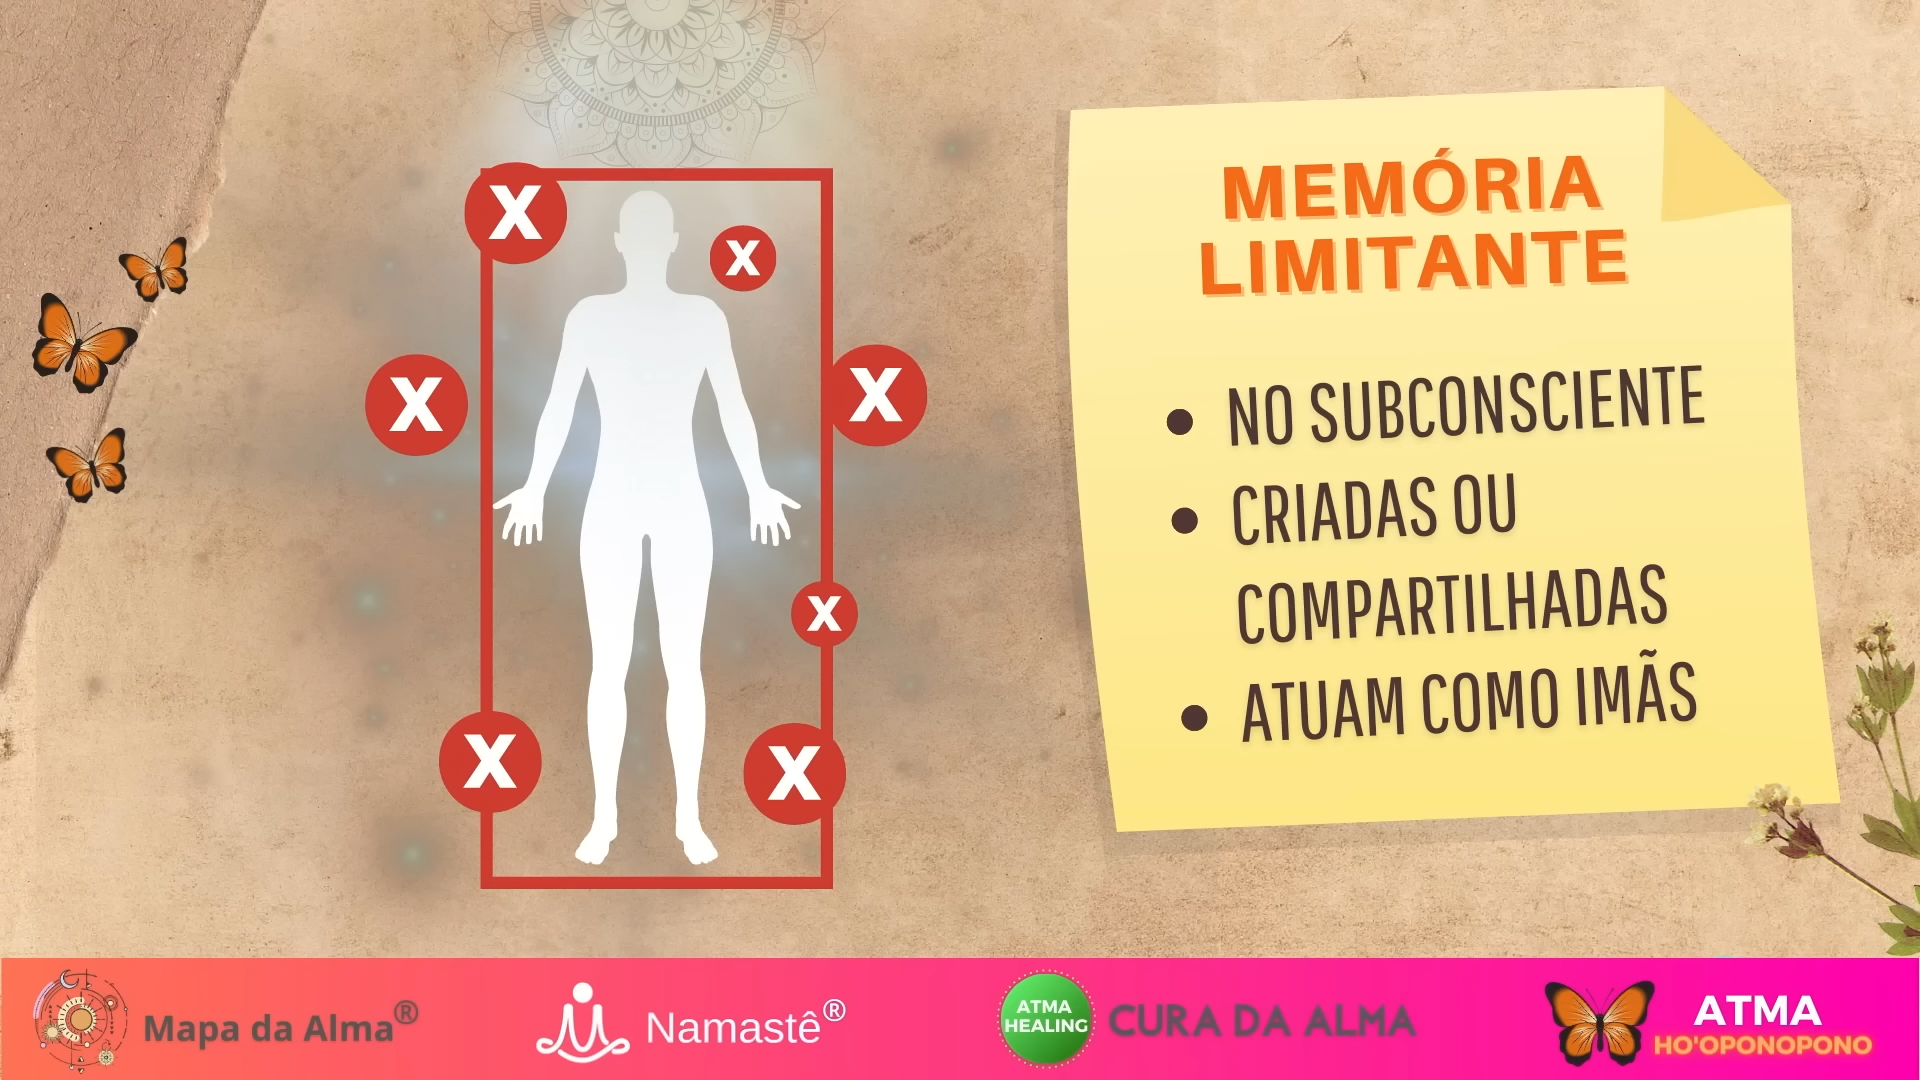 X
X
X
X
X
X
X
MEMÓRIA
LIMITANTE
• NO SUBCONSCIENTE
• CRIADAS OU
COMPARTILHADAS
• ATUAM COMO IMÃS
Mapa da Alma®
Namastê®
ATMA
HEALING
CURA DA ALMA
ATMA
HO'OPONOPONO